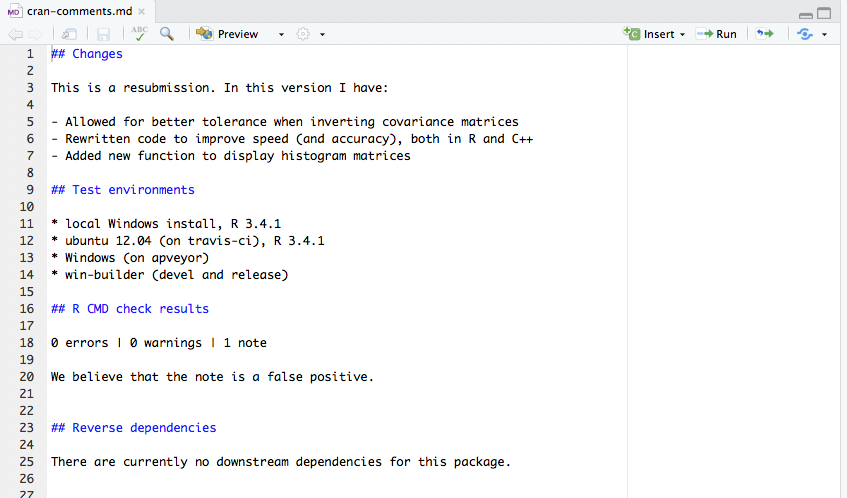 MD cran-comments.md ×
ABC Preview Insert Run
1 ## Changes
2
3 This is a resubmission. In this version I have:
4
5 - Allowed for better tolerance when inverting covariance matrices
6 - Rewritten code to improve speed (and accuracy), both in R and C++
7 - Added new function to display histogram matrices
8
9 ## Test environments
10
11 * local Windows install, R 3.4.1
12 * ubuntu 12.04 (on travis-ci), R 3.4.1
13 * Windows (on apveyor)
14 * win-builder (devel and release)
15
16 ## R CMD check results
17
18 0 errors | 0 warnings | 1 note
19
20 We believe that the note is a false positive.
21
22
23 ## Reverse dependencies
24
25 There are currently no downstream dependencies for this package.
26
27